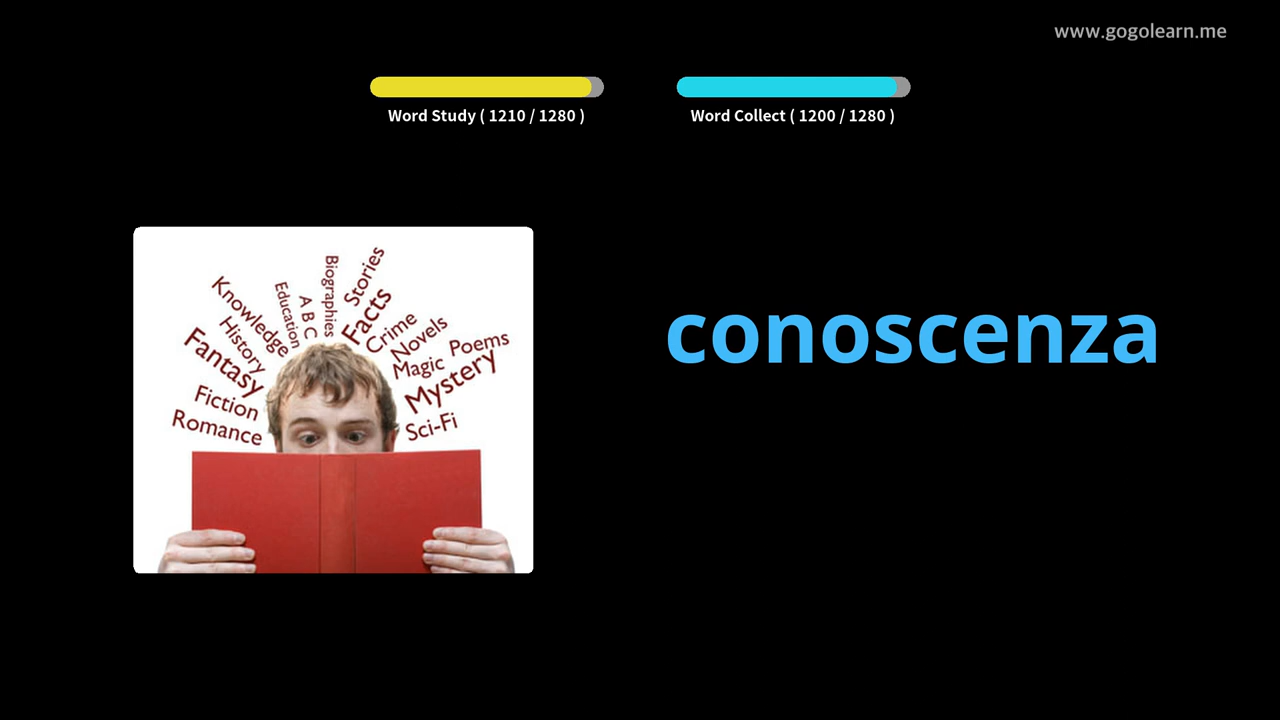 www.gogolearn.me
Word Study ( 1210 / 1280 )
Word Collect ( 1200 / 1280 )
Knowledge
Education
A B C
Biographies
Stories
Facts
History
Fantasy
Crime
Novels
Poems
Magic
Mystery
Fiction
Romance
Sci-Fi
conoscenza